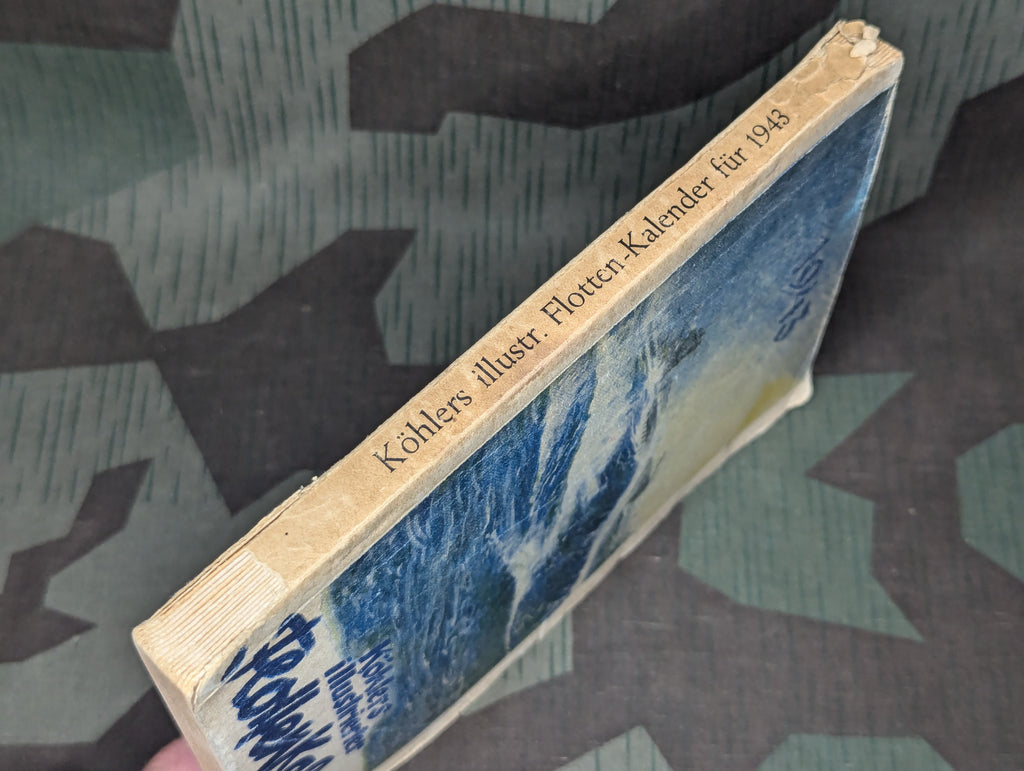 Köhlers illustr. Flotten-Kalender für 1943
Köhlers
Illustrierter